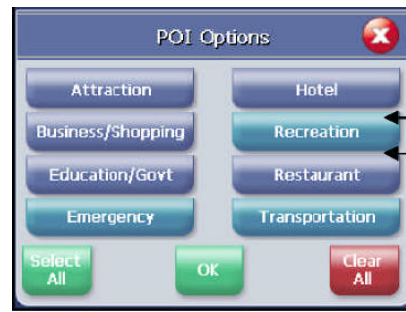 POI Options
Attraction
Hotel
Business/Shopping
Recreation
Education/Govt
Restaurant
Emergency
Transportation
Select
All
OK
Clear
All